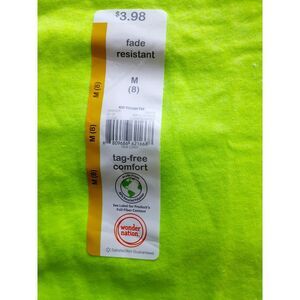 $3.98
fade
resistant
M
(8)
M (8)
M (8)
M (8)
tag-free
comfort
See Label for Product's
Full Fiber Content
wonder
nation
Satisfaction Guaranteed